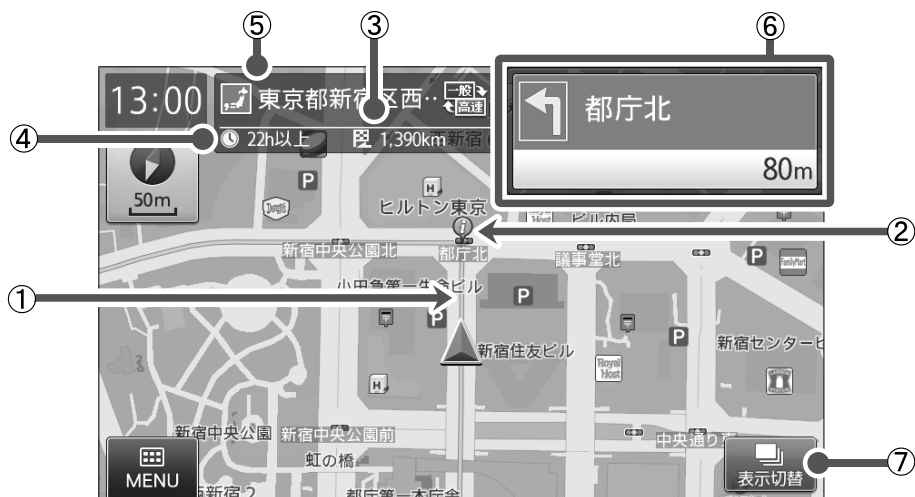 ⑤
③
⑥
13:00
東京都新宿区西‥
一般
高速
都庁北
④
22h以上
1,390km
西新宿
80m
50m
P
H
ヒルトン東京
Royal Host
ビル内局
②
新宿中央公園北
都庁北
議事堂北
P
FamilyMart
①
小田急第一生命ビル
P
P
P
新宿住友ビル
新宿センタービ
Royal Host
H
新宿中央公園
新宿中央公園前
中央通り東
虹の橋
MENU
表示切替
⑦
西新宿2
都庁第一本庁舎